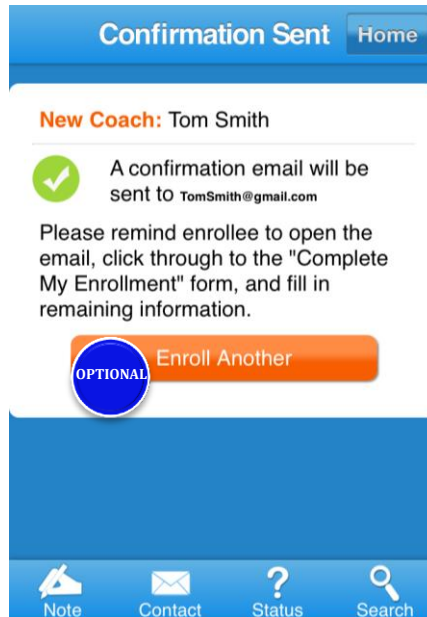 Confirmation Sent Home
New Coach: Tom Smith
A confirmation email will be
sent to TomSmith@gmail.com
Please remind enrollee to open the
email, click through to the "Complete
My Enrollment" form, and fill in
remaining information.
Enroll Another
OPTIONAL
Note Contact Status Search